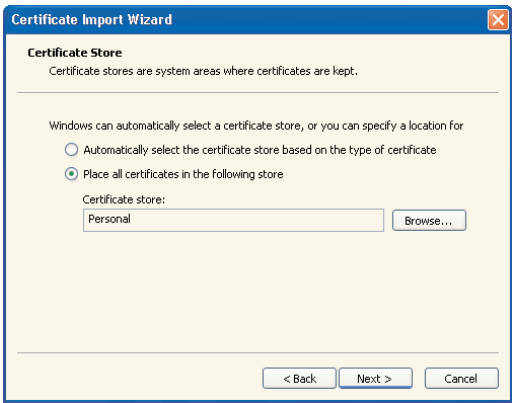 Certificate Import Wizard
Certificate Store
Certificate stores are system areas where certificates are kept.
Windows can automatically select a certificate store, or you can specify a location for
Automatically select the certificate store based on the type of certificate
Place all certificates in the following store
Certificate store:
Personal
Browse...
< Back
Next >
Cancel